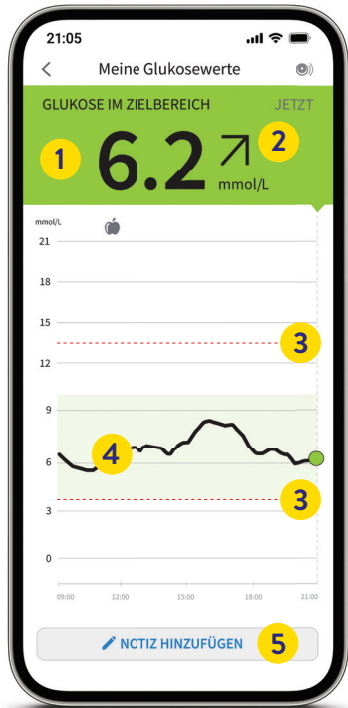 21:05
Meine Glukosewerte
GLUKOSE IM ZIELBEREICH JETZT
1 6.2 2
mmol/L
mmol/L
21
18
15
3
12
9
4
6
3
3
0
09:00 12:00 15:00 18:00 21:00
NCTIZ HINZUFÜGEN 5